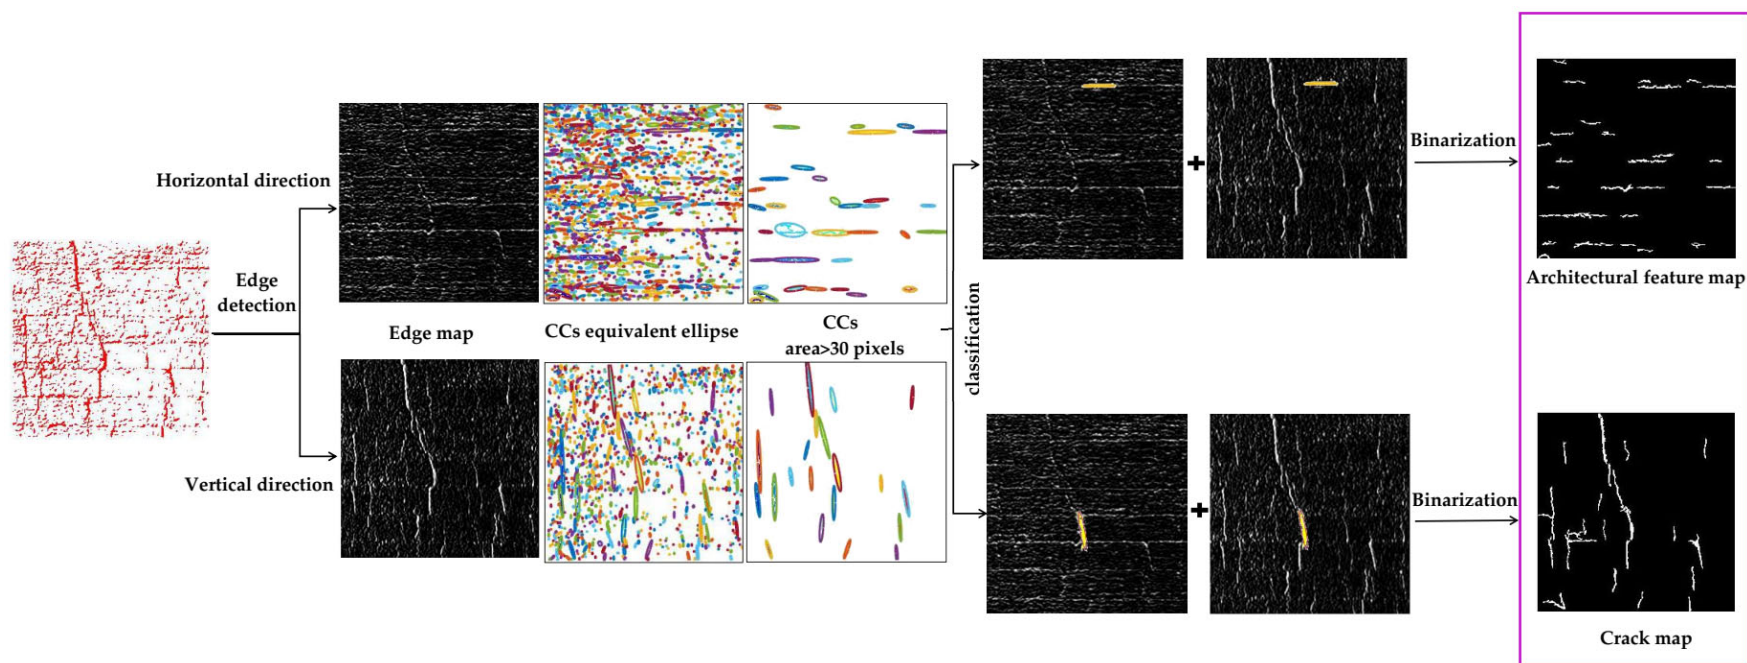 Horizontal direction
Edge
detection
Vertical direction
Edge map
CCs equivalent ellipse
CCs
area>30 pixels
classification
Binarization
Architectural feature map
Binarization
Crack map